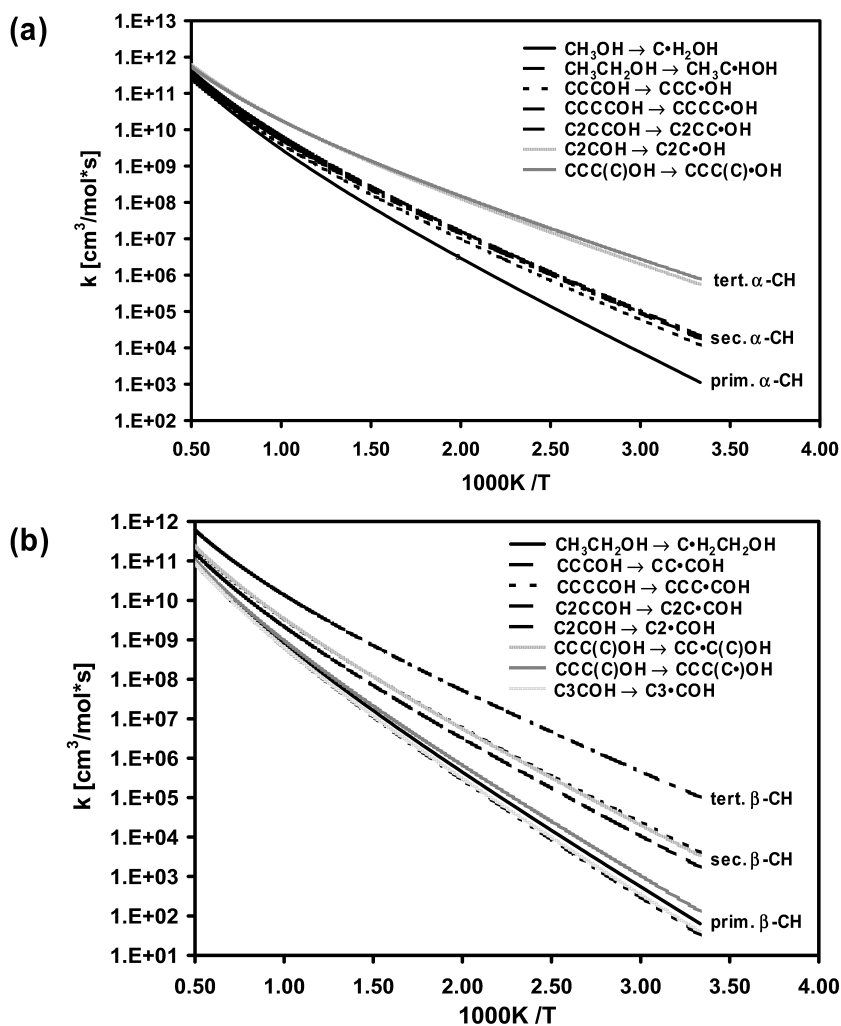 (a)
1.E+13
1.E+12
1.E+11
1.E+10
1.E+09
1.E+08
1.E+07
1.E+06
1.E+05
1.E+04
1.E+03
1.E+02
k [cm³/mol*s]
CH₃OH → C•H₂OH
CH₃CH₂OH → CH₃C•HOH
CCCOH → CCC•OH
CCCCOH → CCCC•OH
C2CCOH → C2CC•OH
C2COH → C2C•OH
CCC(C)OH → CCC(C)•OH
tert. α-CH
sec. α-CH
prim. α-CH
0.50 1.00 1.50 2.00 2.50 3.00 3.50 4.00
1000K /T
(b)
1.E+12
1.E+11
1.E+10
1.E+09
1.E+08
1.E+07
1.E+06
1.E+05
1.E+04
1.E+03
1.E+02
1.E+01
k [cm³/mol*s]
CH₃CH₂OH → C•H₂CH₂OH
CCCOH → CC•COH
CCCCOH → CCC•COH
C2CCOH → C2C•COH
C2COH → C2•COH
CCC(C)OH → CC•C(C)OH
CCC(C)OH → CCC(C•)OH
C3COH → C3•COH
tert. β-CH
sec. β-CH
prim. β-CH
0.50 1.00 1.50 2.00 2.50 3.00 3.50 4.00
1000K /T